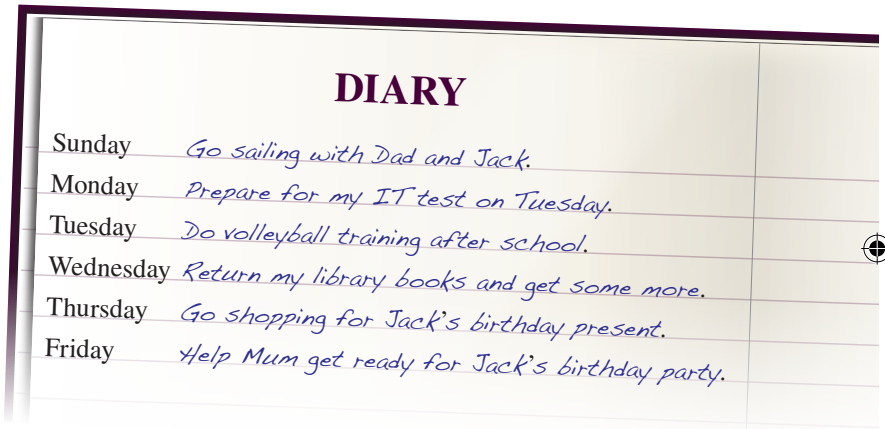 DIARY
Sunday Go sailing with Dad and Jack.
Monday Prepare for my IT test on Tuesday.
Tuesday Do volleyball training after school.
Wednesday Return my library books and get some more.
Thursday Go shopping for Jack's birthday present.
Friday Help Mum get ready for Jack's birthday party.